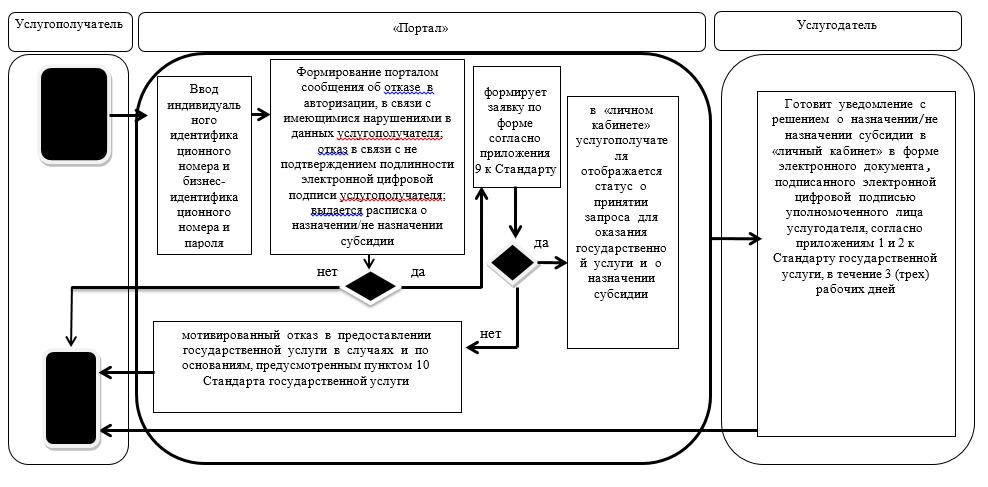 Услугополучатель
«Портал»
Услугодатель
Ввод
индивидуаль
ного
идентифика
ционного
номера и
бизнес-
идентифика
ционного
номера и
пароля
Формирование порталом
сообщения об отказе в
авторизации, в связи с
имеющимися нарушениями в
данных услугополучателя;
отказ в связи с не
подтверждением подлинности
электронной цифровой
подписи услугополучателя;
выдается расписка о
назначении/не назначении
субсидии
формирует
заявку по
форме
согласно
приложения
9 к Стандарту
в «личном
кабинете»
услугополучате
ля
отображается
статус о
принятии
запроса для
оказания
государственно
й услуги и о
назначении
субсидии
Готовит уведомление с
решением о назначении/не
назначении субсидии в
«личный кабинет» в форме
электронного документа,
подписанного электронной
цифровой подписью
уполномоченного лица
услугодателя, согласно
приложениям 1 и 2 к
Стандарту государственной
услуги, в течение 3 (трех)
рабочих дней
нет
да
да
нет
мотивированный отказ в предоставлении
государственной услуги в случаях и по
основаниям, предусмотренным пунктом 10
Стандарта государственной услуги